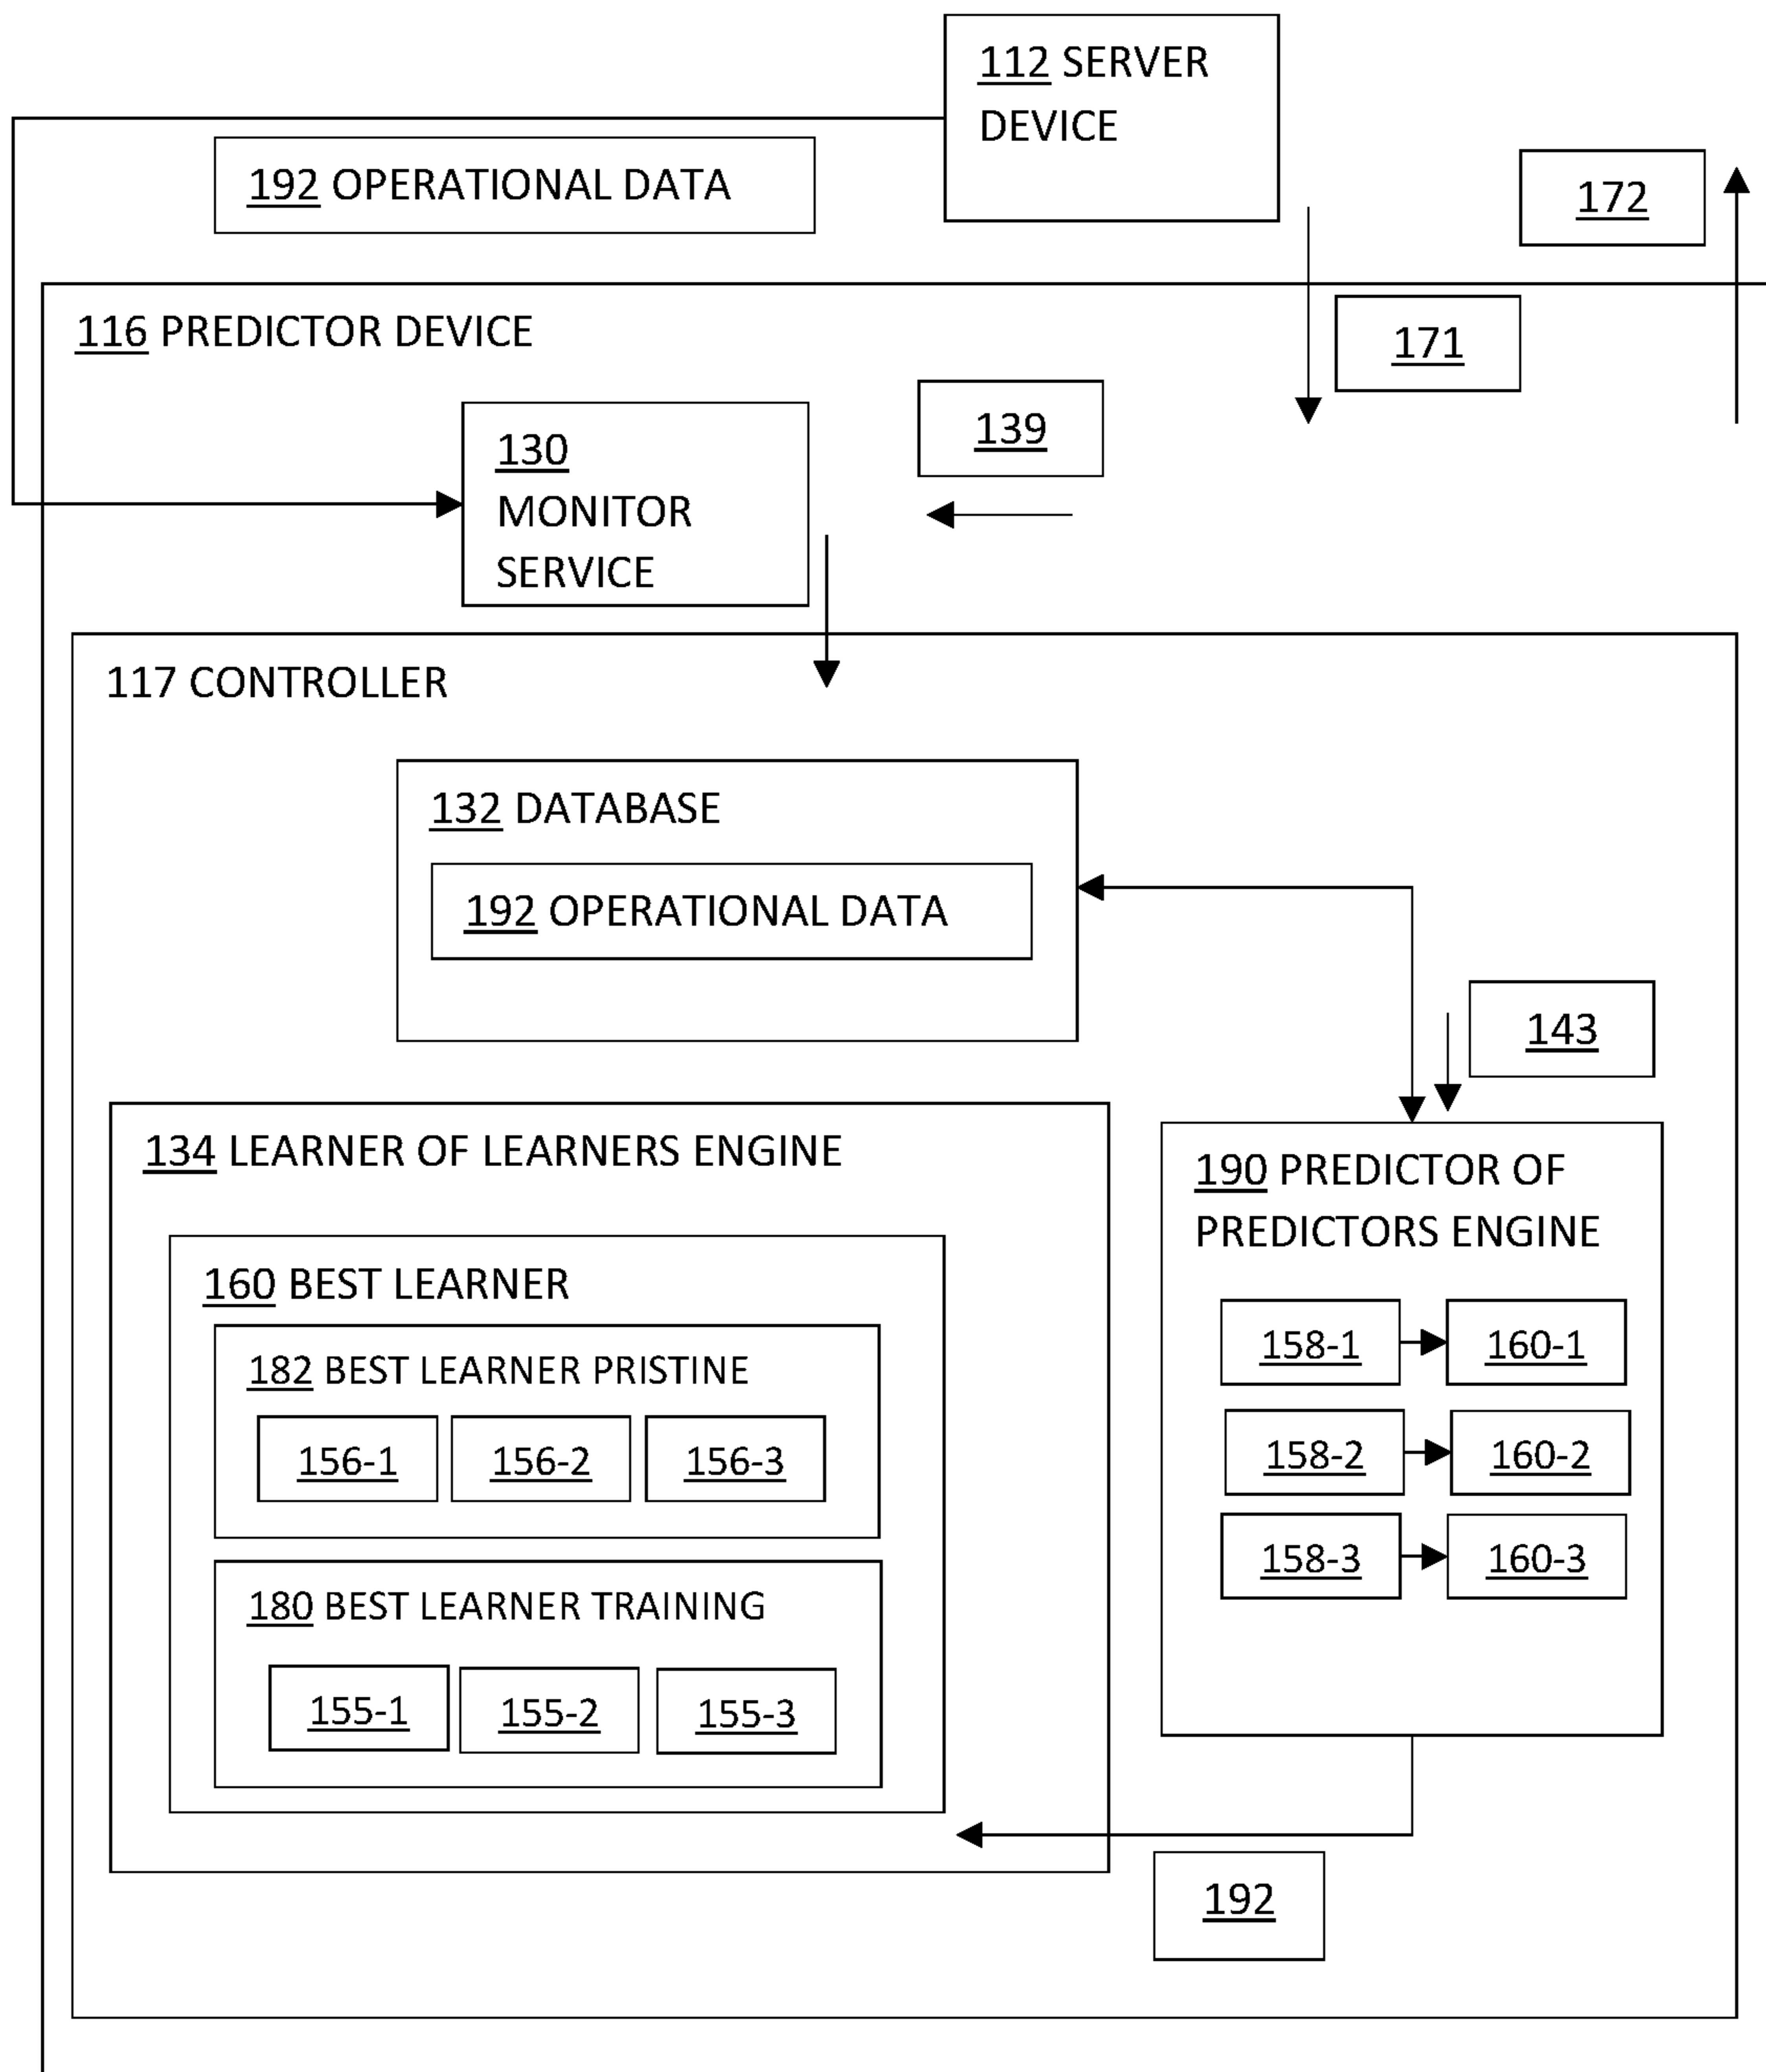 112 SERVER
DEVICE
192 OPERATIONAL DATA
172
116 PREDICTOR DEVICE
171
139
130
MONITOR
SERVICE
117 CONTROLLER
132 DATABASE
192 OPERATIONAL DATA
143
134 LEARNER OF LEARNERS ENGINE
190 PREDICTOR OF
PREDICTORS ENGINE
160 BEST LEARNER
182 BEST LEARNER PRISTINE
156-1 156-2 156-3
180 BEST LEARNER TRAINING
155-1 155-2 155-3
158-1 160-1
158-2 160-2
158-3 160-3
192